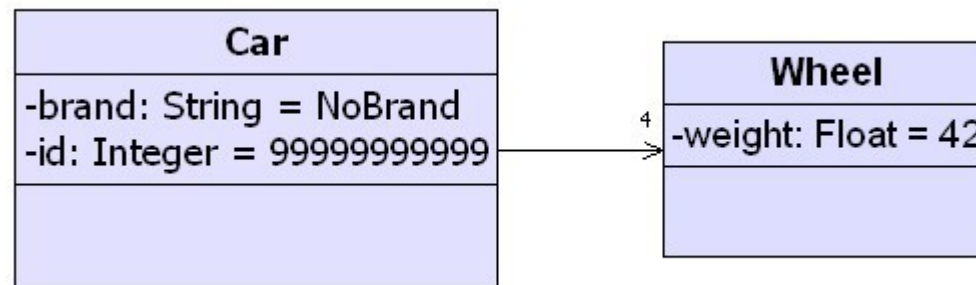 Car
-brand: String = NoBrand
-id: Integer = 99999999999
4
Wheel
-weight: Float = 42